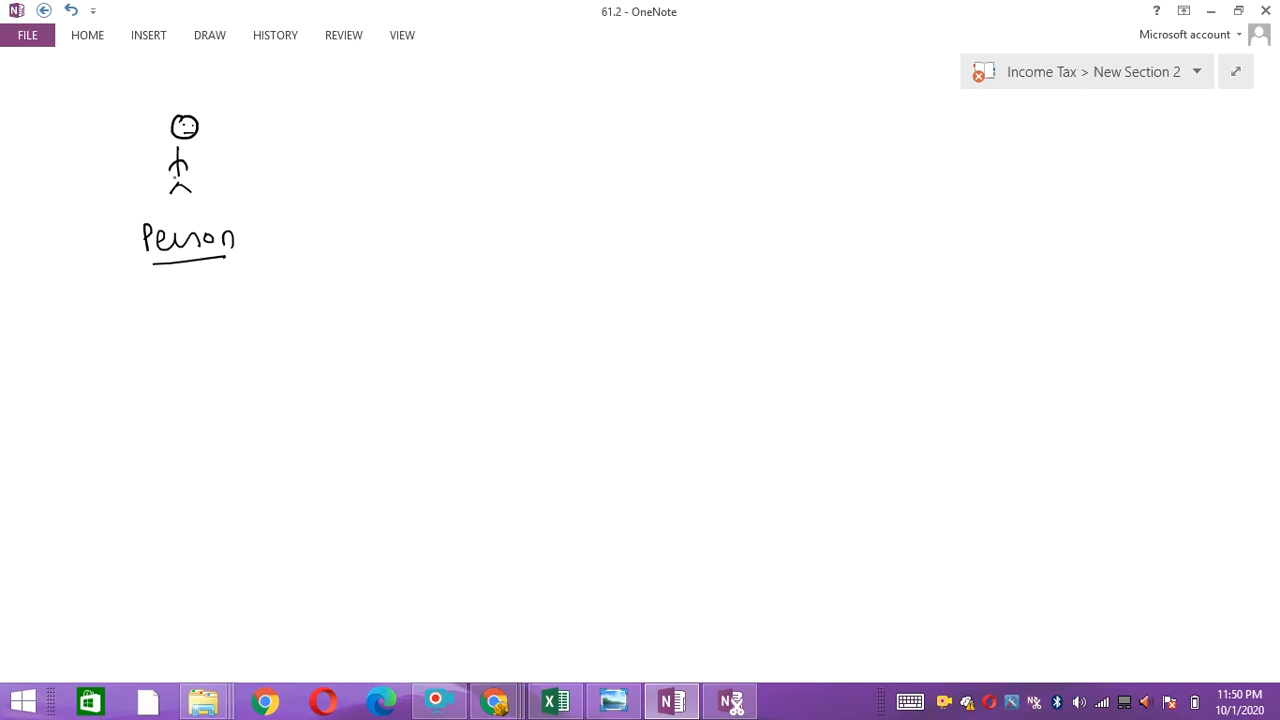 61.2 - OneNote
?
FILE HOME INSERT DRAW HISTORY REVIEW VIEW
Microsoft account
Income Tax > New Section 2
Person
11:50 PM
10/1/2020